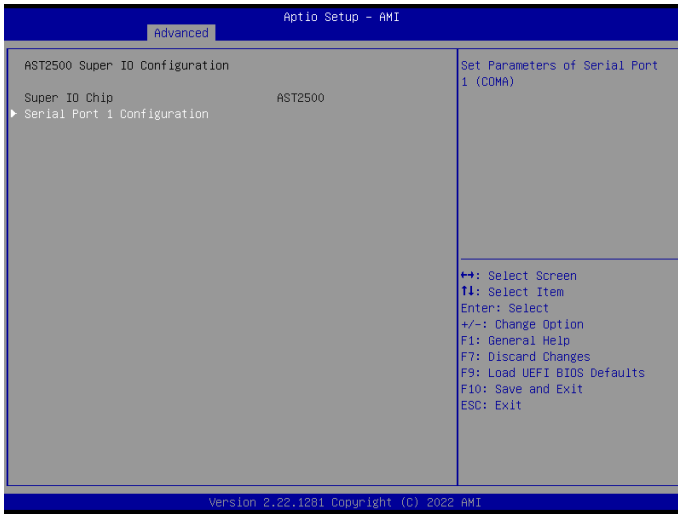 Aptio Setup – AMI
Advanced
AST2500 Super IO Configuration
Super IO Chip AST2500
▶ Serial Port 1 Configuration
Set Parameters of Serial Port
1 (COMA)
↔: Select Screen
↑↓: Select Item
Enter: Select
+/-: Change Option
F1: General Help
F7: Discard Changes
F9: Load UEFI BIOS Defaults
F10: Save and Exit
ESC: Exit
Version 2.22.1281 Copyright (C) 2022 AMI